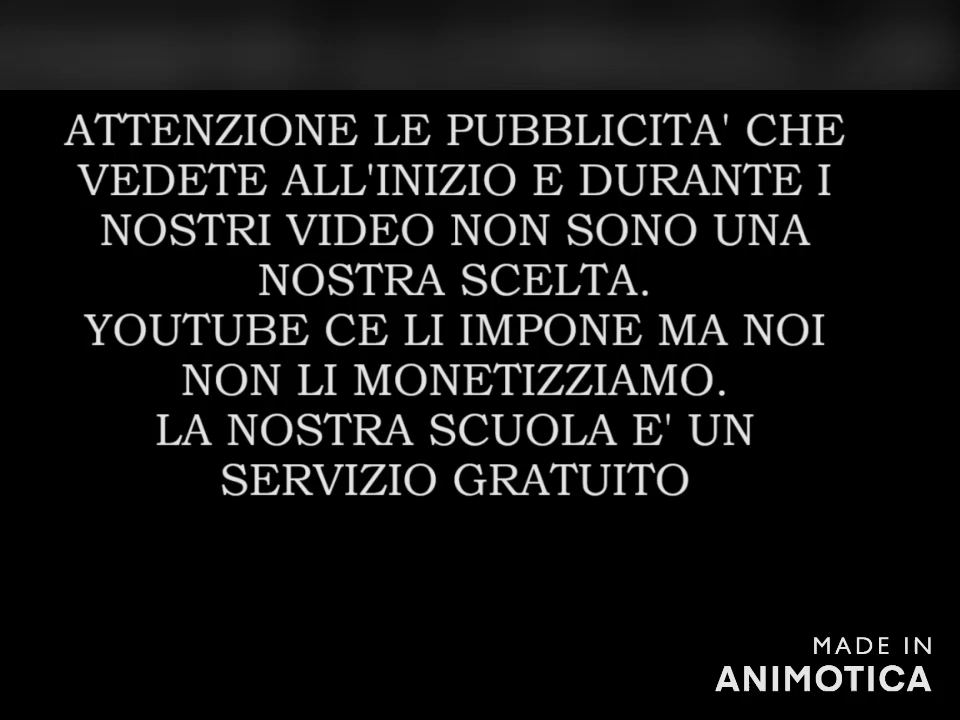 ATTENZIONE LE PUBBLICITA' CHE
VEDETE ALL'INIZIO E DURANTE I
NOSTRI VIDEO NON SONO UNA
NOSTRA SCELTA.
YOUTUBE CE LI IMPONE MA NOI
NON LI MONETIZZIAMO.
LA NOSTRA SCUOLA E' UN
SERVIZIO GRATUITO
MADE IN
ANIMOTICA